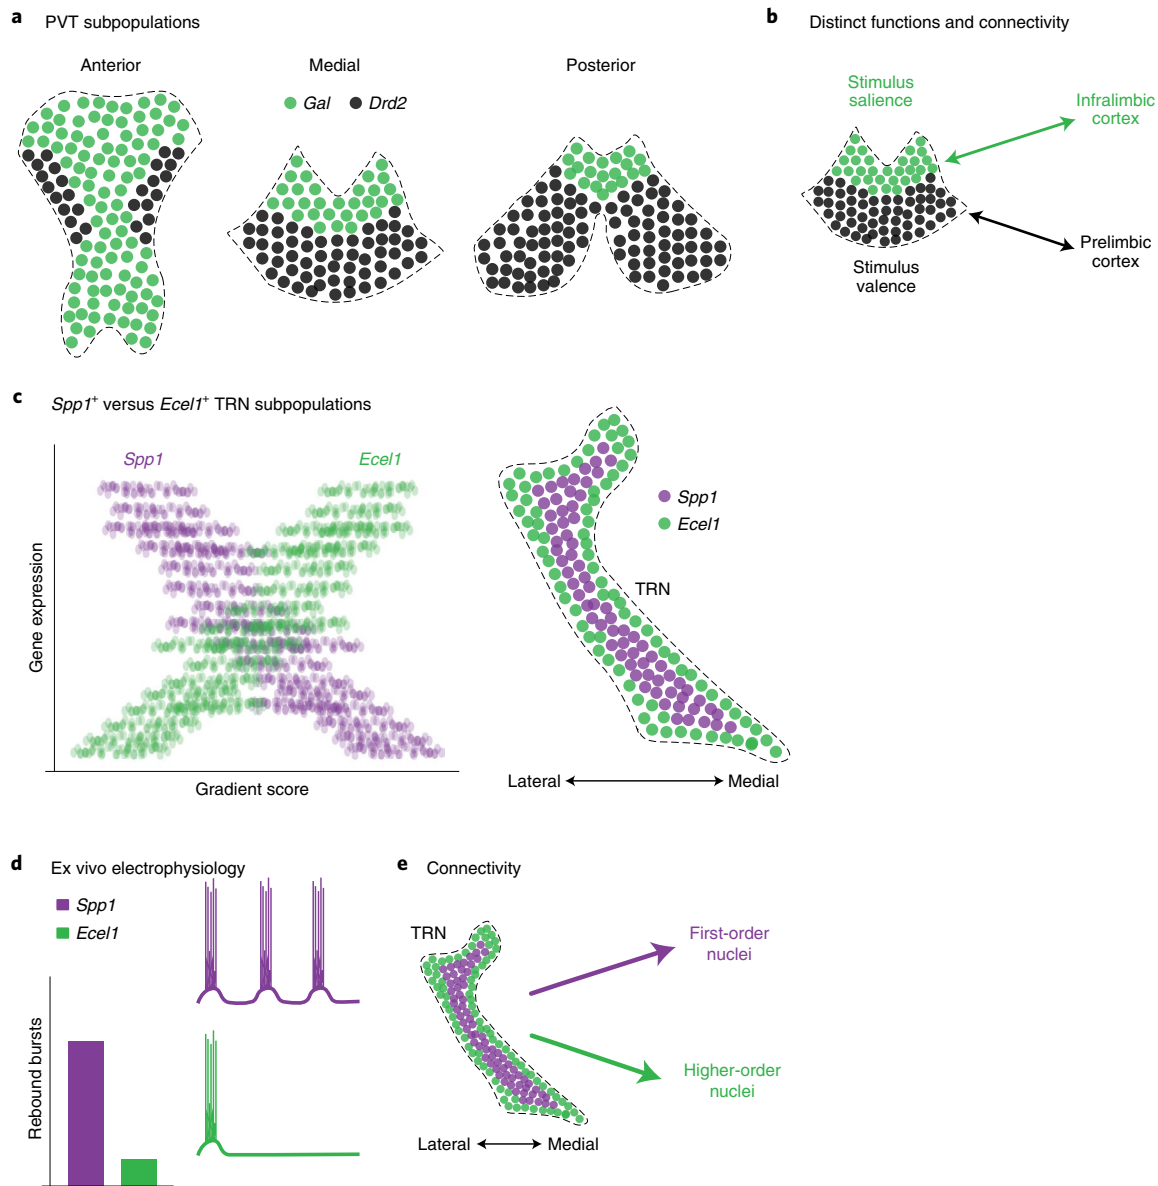 a PVT subpopulations
Anterior
Medial
Posterior
Gal
Drd2
b Distinct functions and connectivity
Stimulus
salience
Infralimbic
cortex
Prelimbic
cortex
Stimulus
valence
c Spp1+ versus Ecel1+ TRN subpopulations
Spp1
Ecel1
Gene expression
Gradient score
Spp1
Ecel1
TRN
Lateral
Medial
d Ex vivo electrophysiology
Spp1
Ecel1
Rebound bursts
e Connectivity
TRN
First-order
nuclei
Higher-order
nuclei
Lateral
Medial